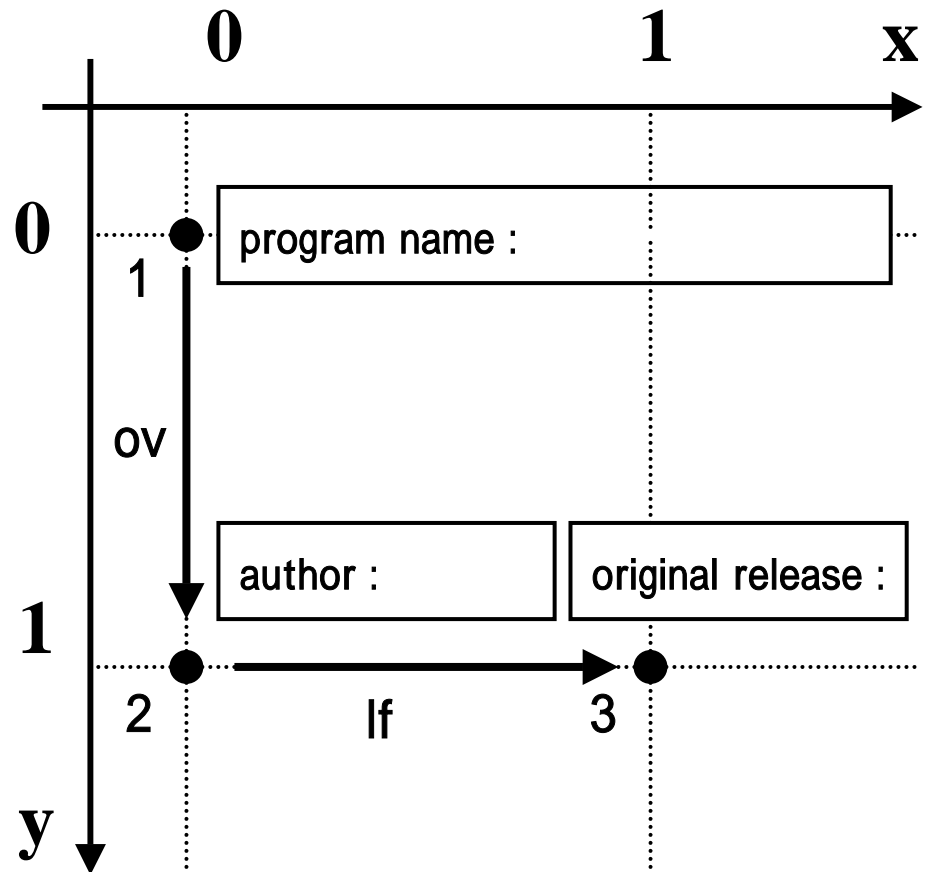 0 1 x
0
program name :
1
ov
author :
original release :
1
2
lf
3
y